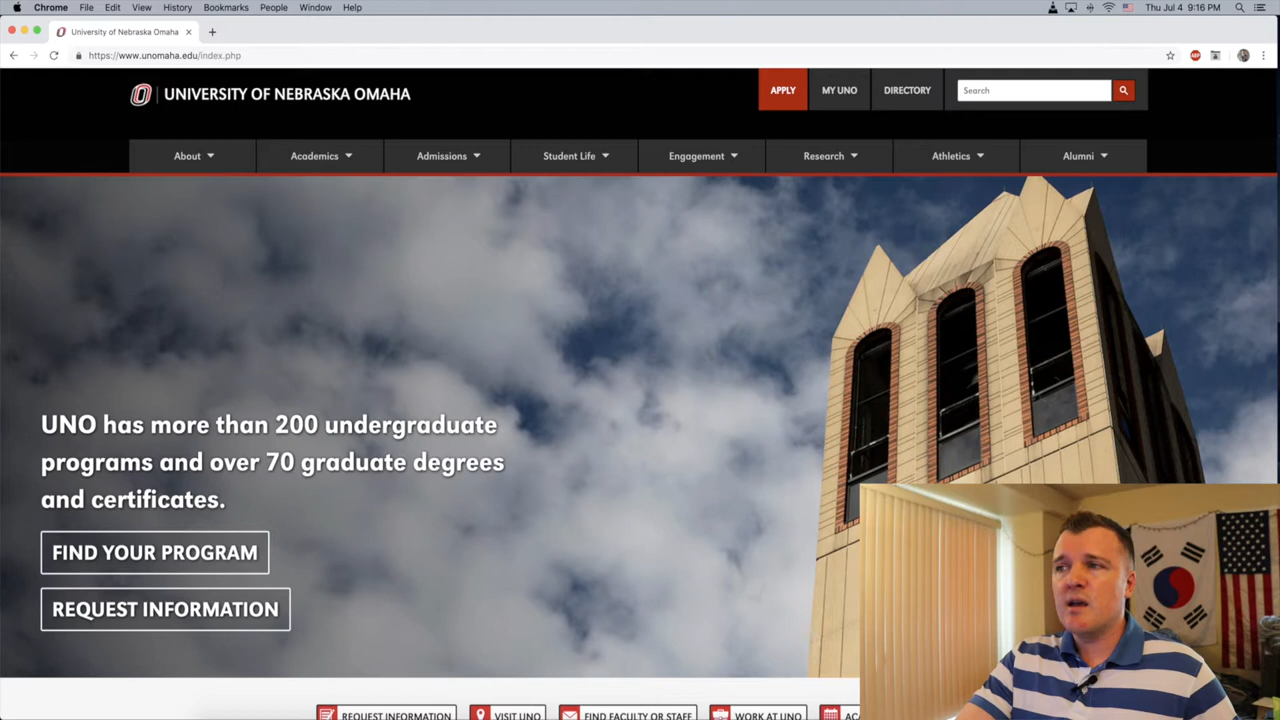 Chrome File Edit View History Bookmarks People Window Help Thu Jul 4 9:16 PM
University of Nebraska Omaha
https://www.unomaha.edu/index.php
ABP
UNIVERSITY OF NEBRASKA OMAHA
APPLY MY UNO DIRECTORY Search
About Academics Admissions Student Life Engagement Research Athletics Alumni
UNO has more than 200 undergraduate
programs and over 70 graduate degrees
and certificates.
FIND YOUR PROGRAM
REQUEST INFORMATION
REQUEST INFORMATION VISIT UNO FIND FACULTY OR STAFF WORK AT UNO ACA